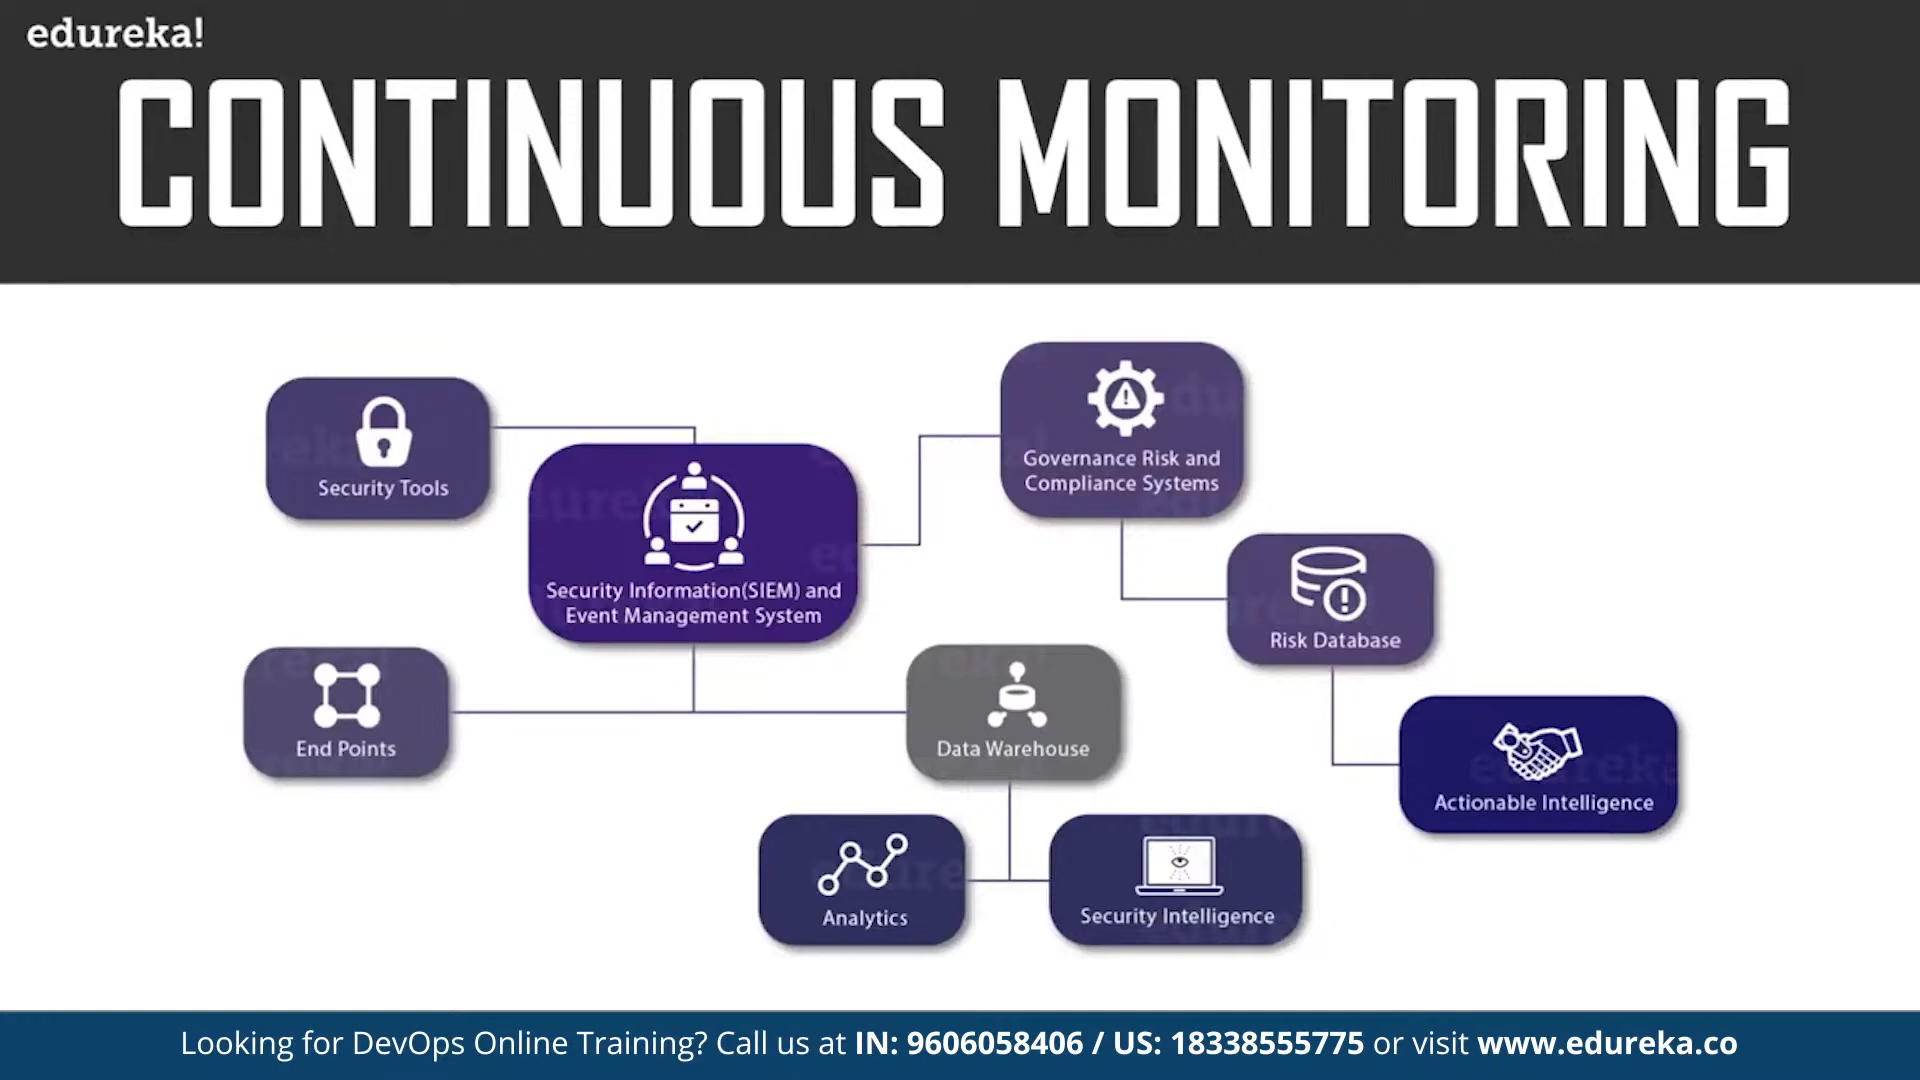 edureka!
CONTINUOUS MONITORING
Security Tools
Governance Risk and
Compliance Systems
Security Information(SIEM) and
Event Management System
Risk Database
End Points
Data Warehouse
Actionable Intelligence
Analytics
Security Intelligence
Looking for DevOps Online Training? Call us at IN: 9606058406 / US: 18338555775 or visit www.edureka.co